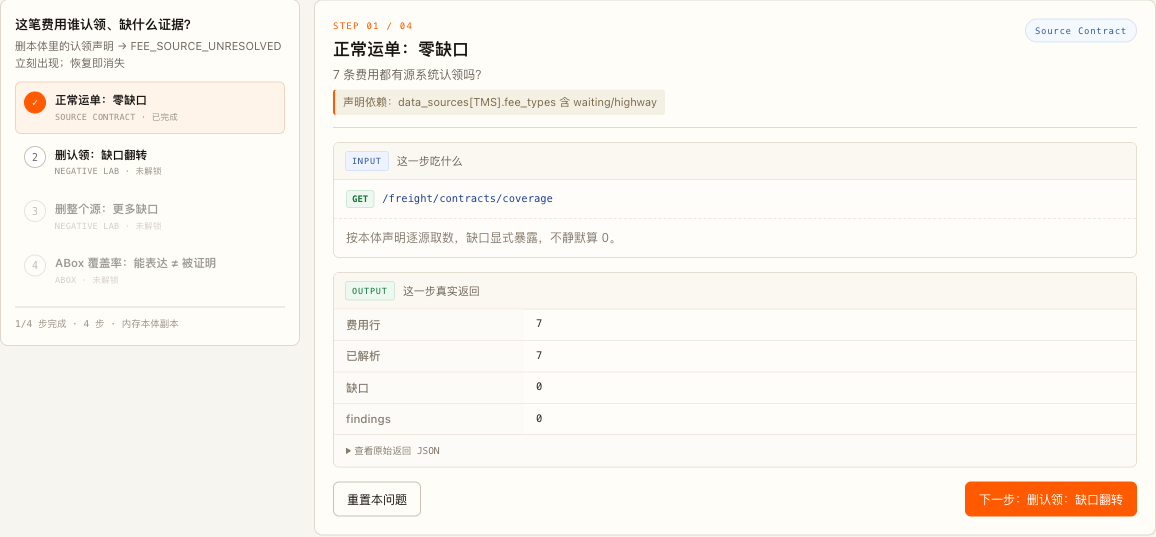 这笔费用谁认领、缺什么证据?
删本体里的认领声明 → FEE_SOURCE_UNRESOLVED
立刻出现; 恢复即消失
✓
正常运单: 零缺口
SOURCE CONTRACT · 已完成
2
删认领: 缺口翻转
NEGATIVE LAB · 未解锁
3
删整个源: 更多缺口
NEGATIVE LAB · 未解锁
4
ABox 覆盖率: 能表达 ≠ 被证明
ABOX · 未解锁
1/4 步完成 · 4 步 · 内存本体副本
STEP 01 / 04
正常运单: 零缺口
7 条费用都有源系统认领吗?
声明依赖: data_sources[TMS].fee_types 含 waiting/highway
Source Contract
INPUT 这一步吃什么
GET /freight/contracts/coverage
按本体声明逐源取数, 缺口显式暴露, 不静默算 0。
OUTPUT 这一步真实返回
费用行 7
已解析 7
缺口 0
findings 0
▶ 查看原始返回 JSON
重置本问题
下一步: 删认领: 缺口翻转